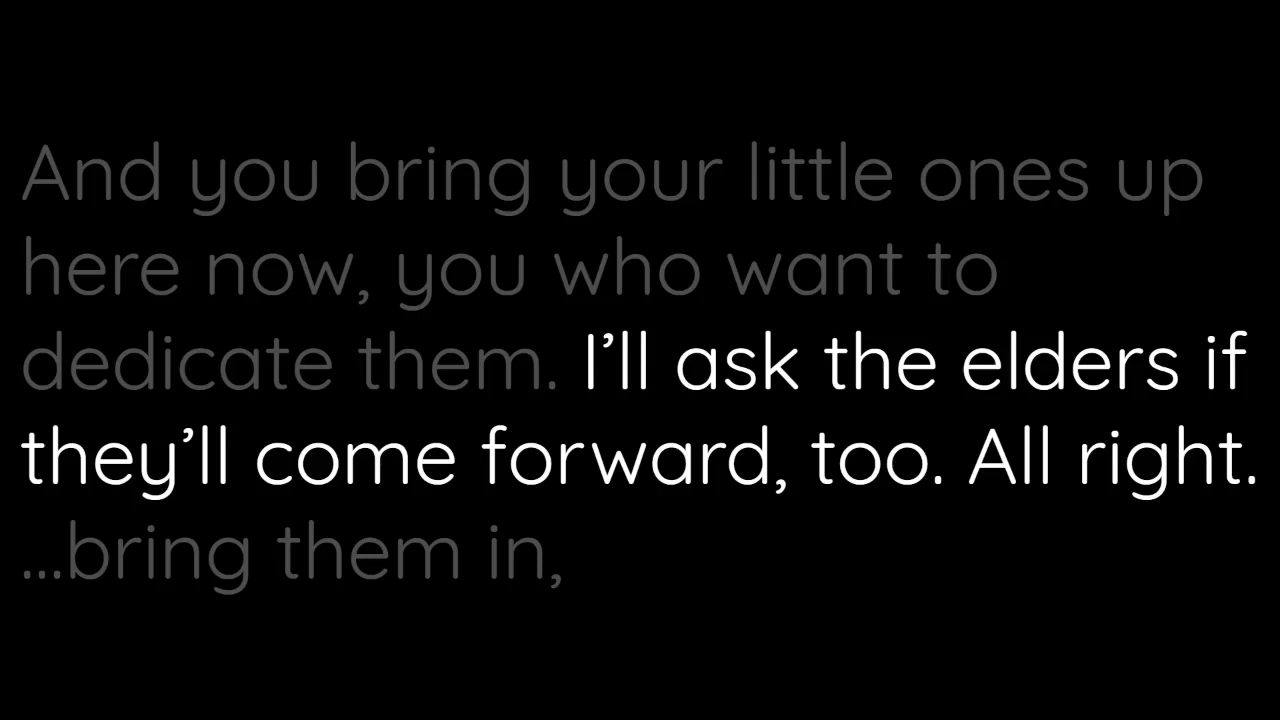 And you bring your little ones up
here now, you who want to
dedicate them. I’ll ask the elders if
they’ll come forward, too. All right.
...bring them in,